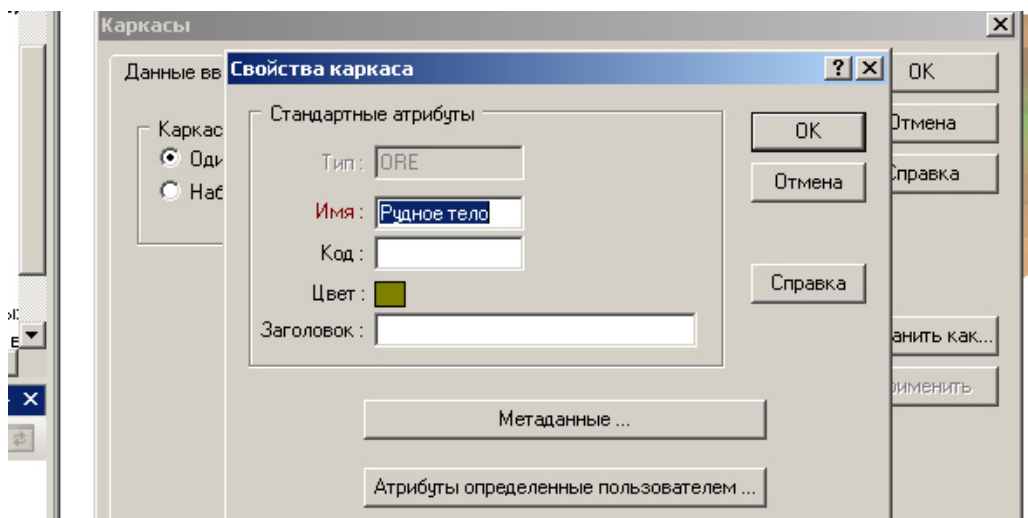 Каркасы
Данные вв
Свойства каркаса
OK
Каркас
Стандартные атрибуты
OK
Отмена
Оди
Тип: ORE
Справка
Наб
Отмена
Имя: Рудное тело
Код:
Цвет:
Справка
Заголовок:
анить как...
Метаданные ...
рименить
Атрибуты определенные пользователем ...